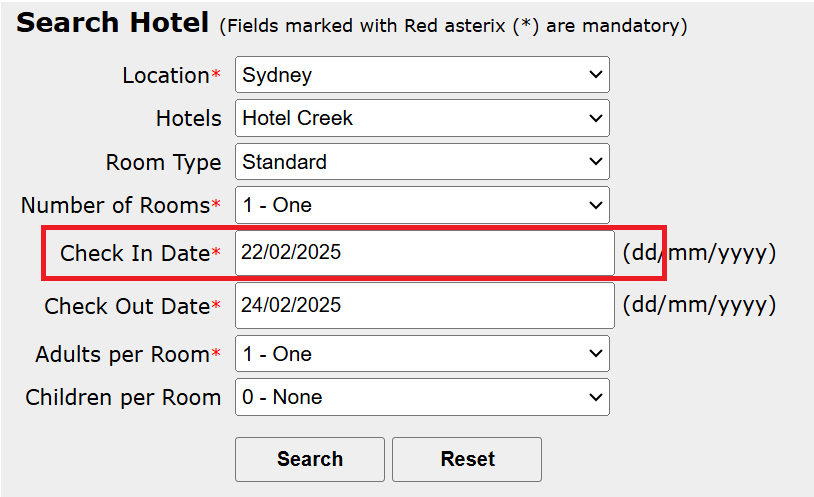 Search Hotel (Fields marked with Red asterix (*) are mandatory)
Location* Sydney
Hotels Hotel Creek
Room Type Standard
Number of Rooms* 1 - One
Check In Date* 22/02/2025 (dd/mm/yyyy)
Check Out Date* 24/02/2025 (dd/mm/yyyy)
Adults per Room* 1 - One
Children per Room 0 - None
Search Reset